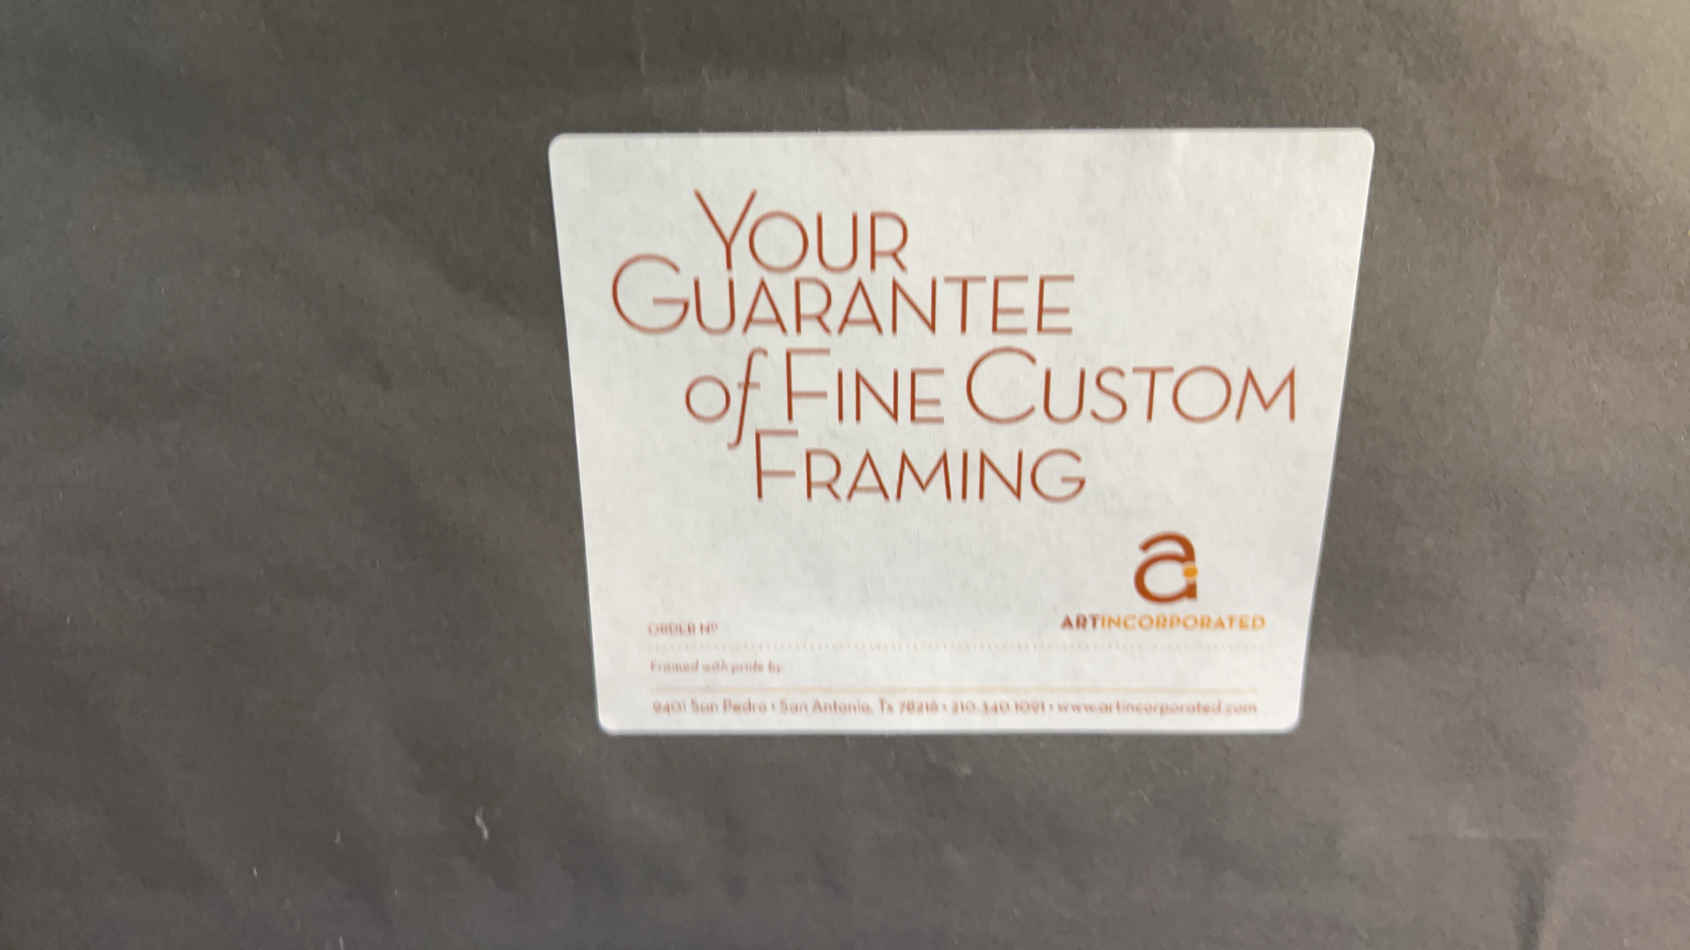 YOUR
GUARANTEE
of FINE CUSTOM
FRAMING
a
ARTINCORPORATED
ORDER Nº
Framed with pride by:
9401 San Pedro • San Antonio, Tx 78216 • 210.340.1091 • www.artincorporated.com